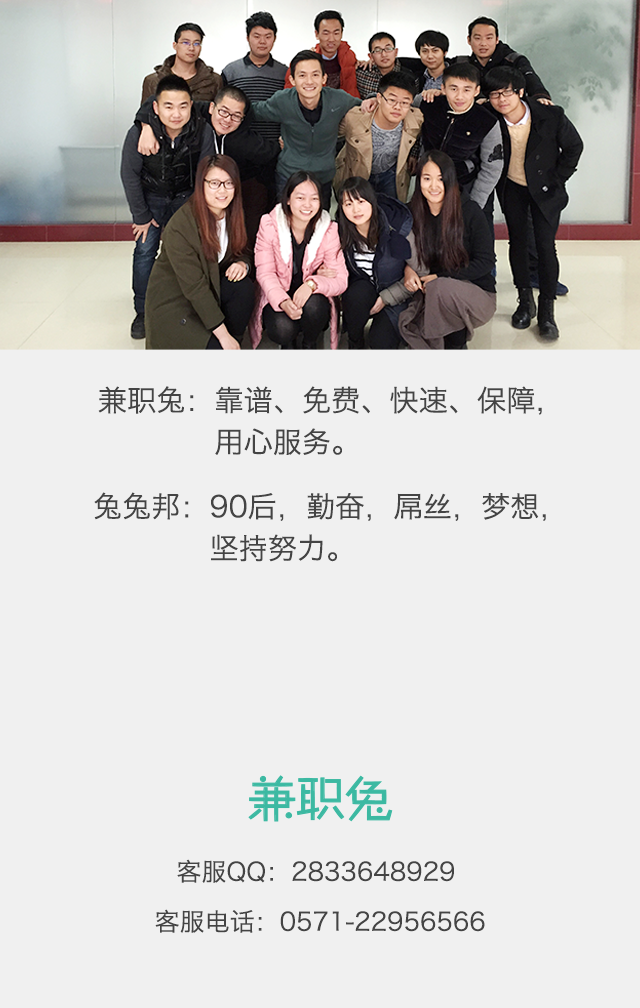 兼职兔：靠谱、免费、快速、保障，
用心服务。
兔兔邦：90后，勤奋，屌丝，梦想，
坚持努力。
兼职兔
客服QQ：2833648929
客服电话：0571-22956566